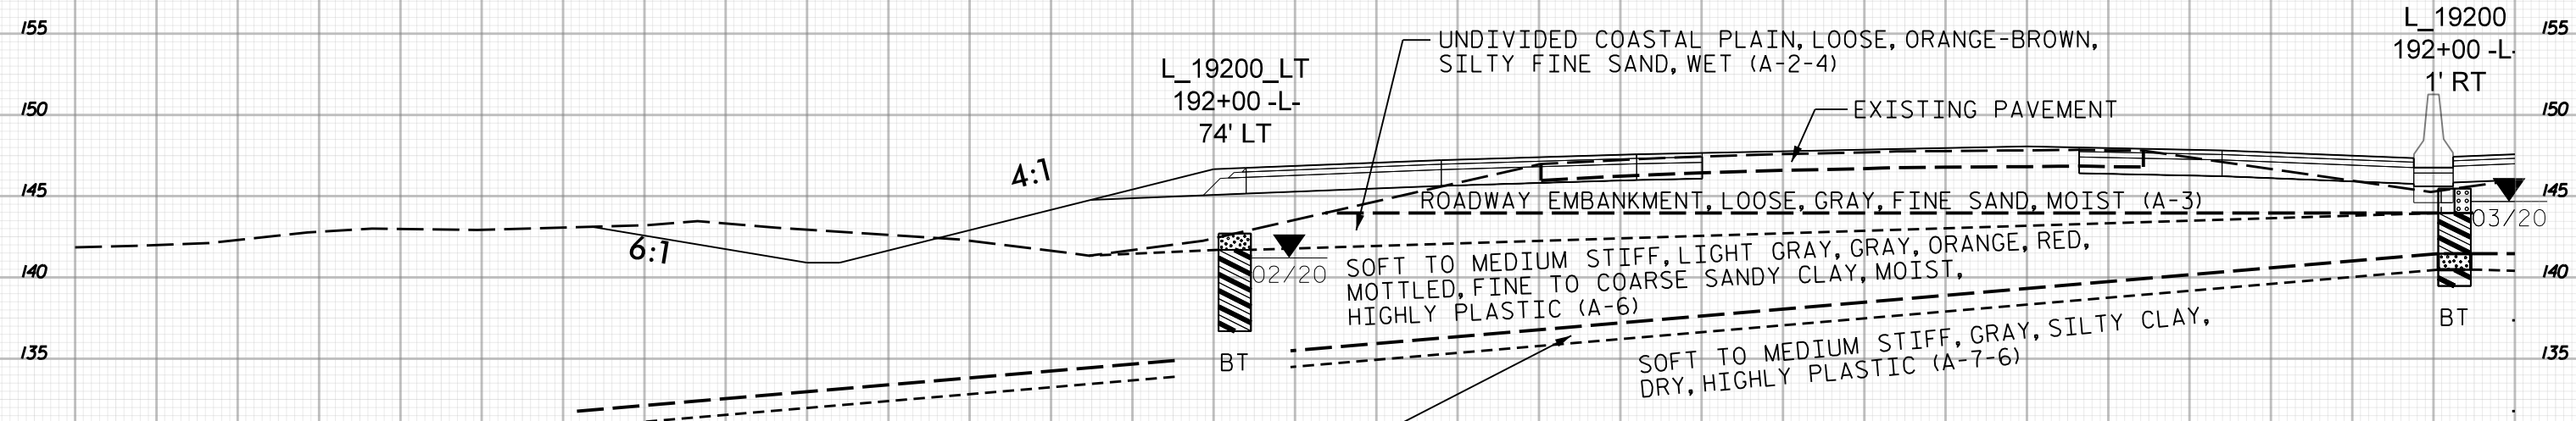 155
155
150
150
145
145
140
140
135
135
L_19200_LT
192+00 -L-
74' LT
UNDIVIDED COASTAL PLAIN, LOOSE, ORANGE-BROWN,
SILTY FINE SAND, WET (A-2-4)
EXISTING PAVEMENT
L_19200
192+00 -L-
1' RT
4:1
6:1
ROADWAY EMBANKMENT, LOOSE, GRAY, FINE SAND, MOIST (A-3)
02/20
03/20
SOFT TO MEDIUM STIFF, LIGHT GRAY, GRAY, ORANGE, RED,
MOTTLED, FINE TO COARSE SANDY CLAY, MOIST,
HIGHLY PLASTIC (A-6)
BT
BT
SOFT TO MEDIUM STIFF, GRAY, SILTY CLAY,
DRY, HIGHLY PLASTIC (A-7-6)